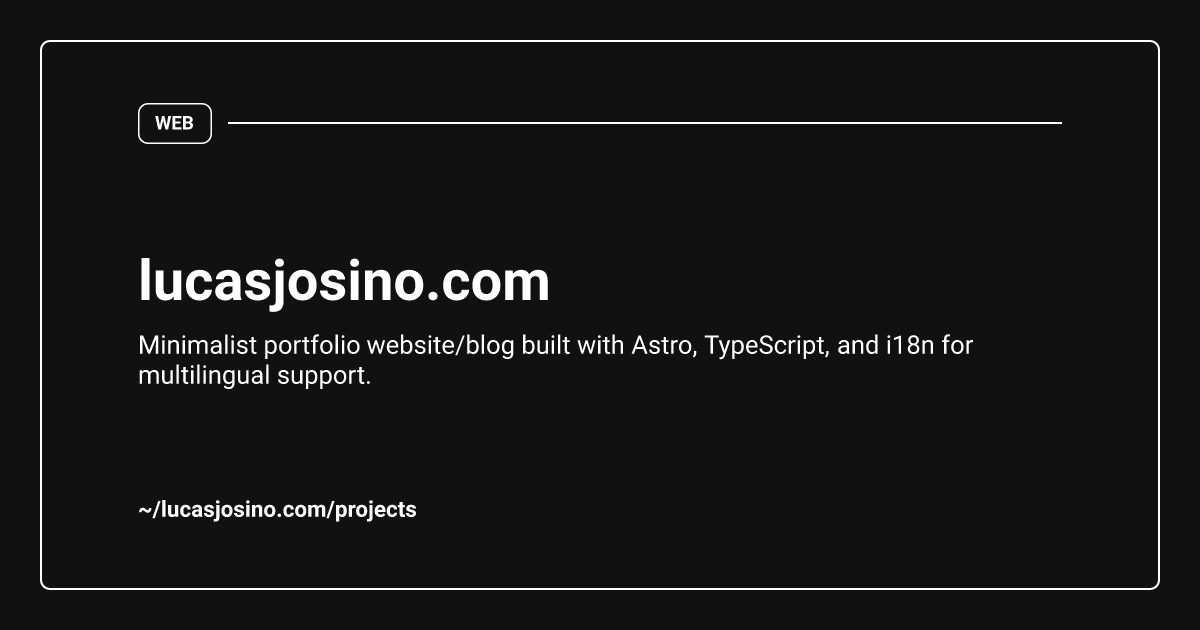 WEB
lucasjosino.com
Minimalist portfolio website/blog built with Astro, TypeScript, and i18n for
multilingual support.
~/lucasjosino.com/projects